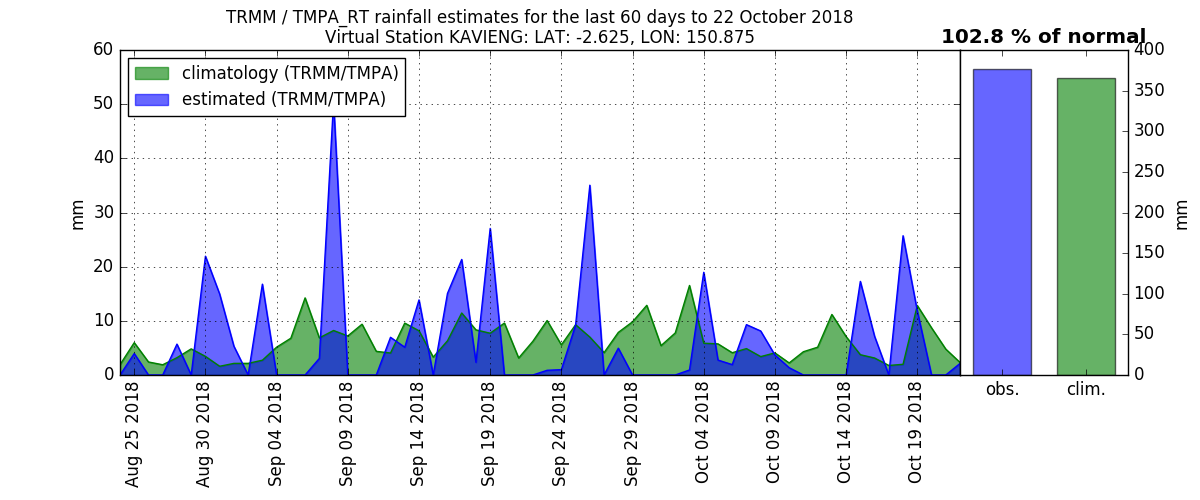 TRMM / TMPA_RT rainfall estimates for the last 60 days to 22 October 2018
Virtual Station KAVIENG: LAT: -2.625, LON: 150.875
102.8 % of normal
climatology (TRMM/TMPA)
estimated (TRMM/TMPA)
60
50
40
30
20
10
0
mm
Aug 25 2018
Aug 30 2018
Sep 04 2018
Sep 09 2018
Sep 14 2018
Sep 19 2018
Sep 24 2018
Sep 29 2018
Oct 04 2018
Oct 09 2018
Oct 14 2018
Oct 19 2018
obs.
clim.
400
350
300
250
200
150
100
50
0
mm